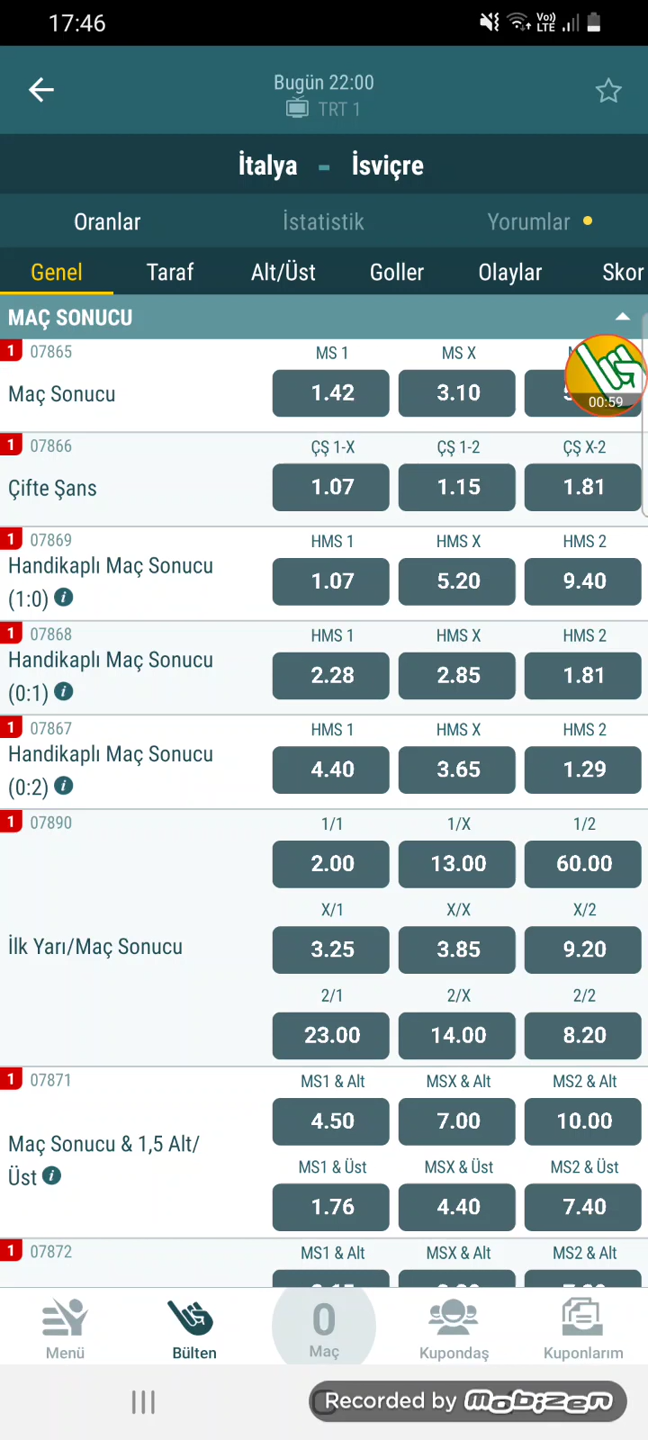 17:46
Vo))
LTE
Bugün 22:00
TRT 1
İtalya - İsviçre
Oranlar İstatistik Yorumlar
Genel Taraf Alt/Üst Goller Olaylar Skor
MAÇ SONUCU
1 07865 MS 1 MS X
Maç Sonucu 1.42 3.10
00:59
1 07866 ÇŞ 1-X ÇŞ 1-2 ÇŞ X-2
Çifte Şans 1.07 1.15 1.81
1 07869 HMS 1 HMS X HMS 2
Handikaplı Maç Sonucu
(1:0) i 1.07 5.20 9.40
1 07868 HMS 1 HMS X HMS 2
Handikaplı Maç Sonucu
(0:1) i 2.28 2.85 1.81
1 07867 HMS 1 HMS X HMS 2
Handikaplı Maç Sonucu
(0:2) i 4.40 3.65 1.29
1 07890 1/1 1/X 1/2
2.00 13.00 60.00
X/1 X/X X/2
İlk Yarı/Maç Sonucu 3.25 3.85 9.20
2/1 2/X 2/2
23.00 14.00 8.20
1 07871 MS1 & Alt MSX & Alt MS2 & Alt
4.50 7.00 10.00
Maç Sonucu & 1,5 Alt/
Üst i MS1 & Üst MSX & Üst MS2 & Üst
1.76 4.40 7.40
1 07872 MS1 & Alt MSX & Alt MS2 & Alt
0
Menü Bülten Maç Kupondaş Kuponlarım
Recorded by mobizen